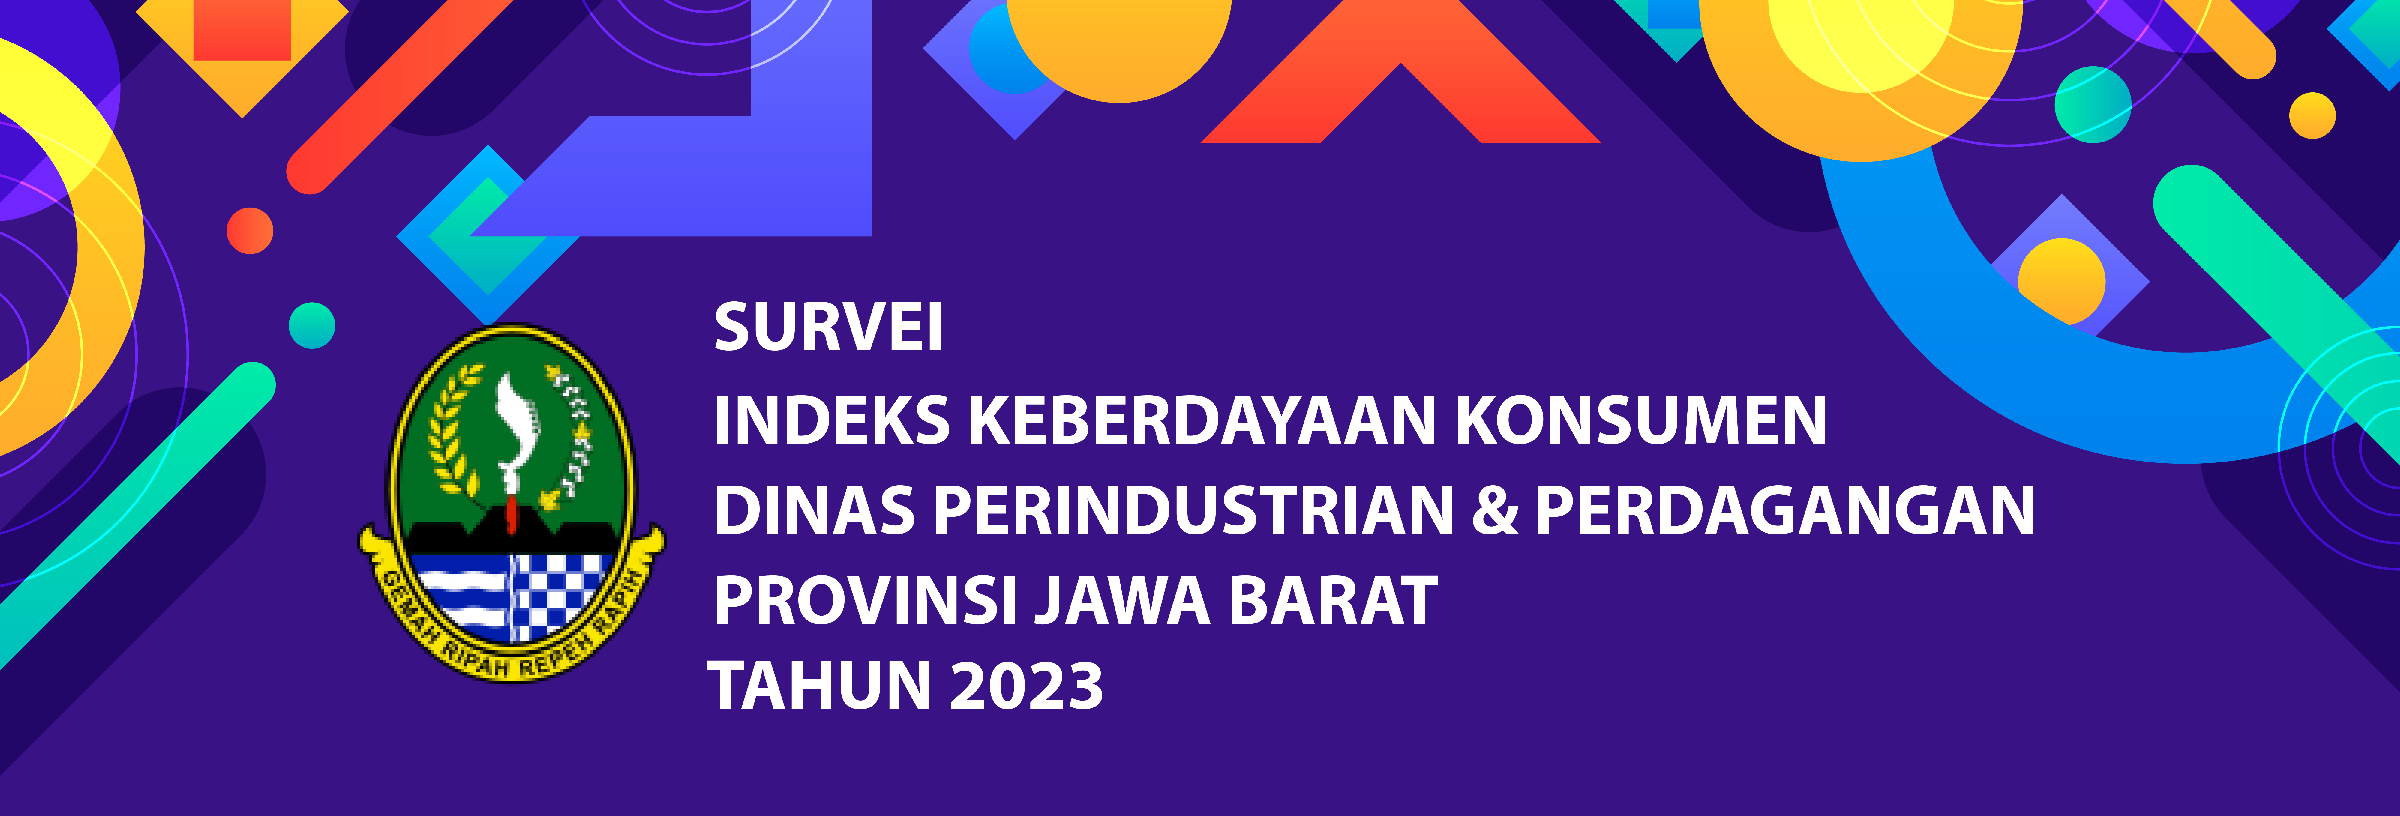 SURVEI
INDEKS KEBERDAYAAN KONSUMEN
DINAS PERINDUSTRIAN & PERDAGANGAN
PROVINSI JAWA BARAT
TAHUN 2023
GEMAH RIPAH REPEH RAPIH